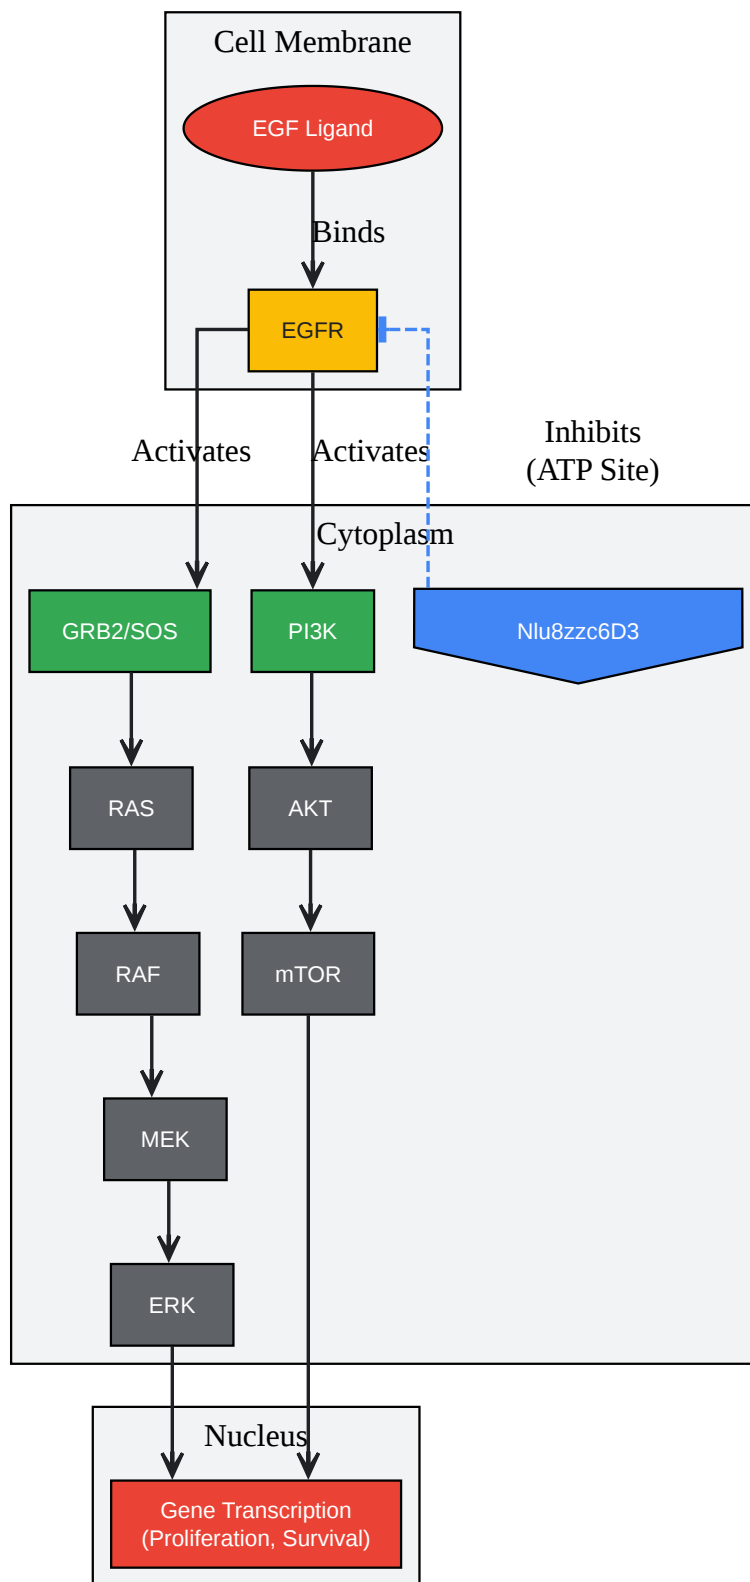 Cell Membrane
EGF Ligand
Binds
EGFR
Activates
Activates
Inhibits
(ATP Site)
Cytoplasm
GRB2/SOS
PI3K
Nlu8zzc6D3
RAS
AKT
RAF
mTOR
MEK
ERK
Nucleus
Gene Transcription
(Proliferation, Survival)